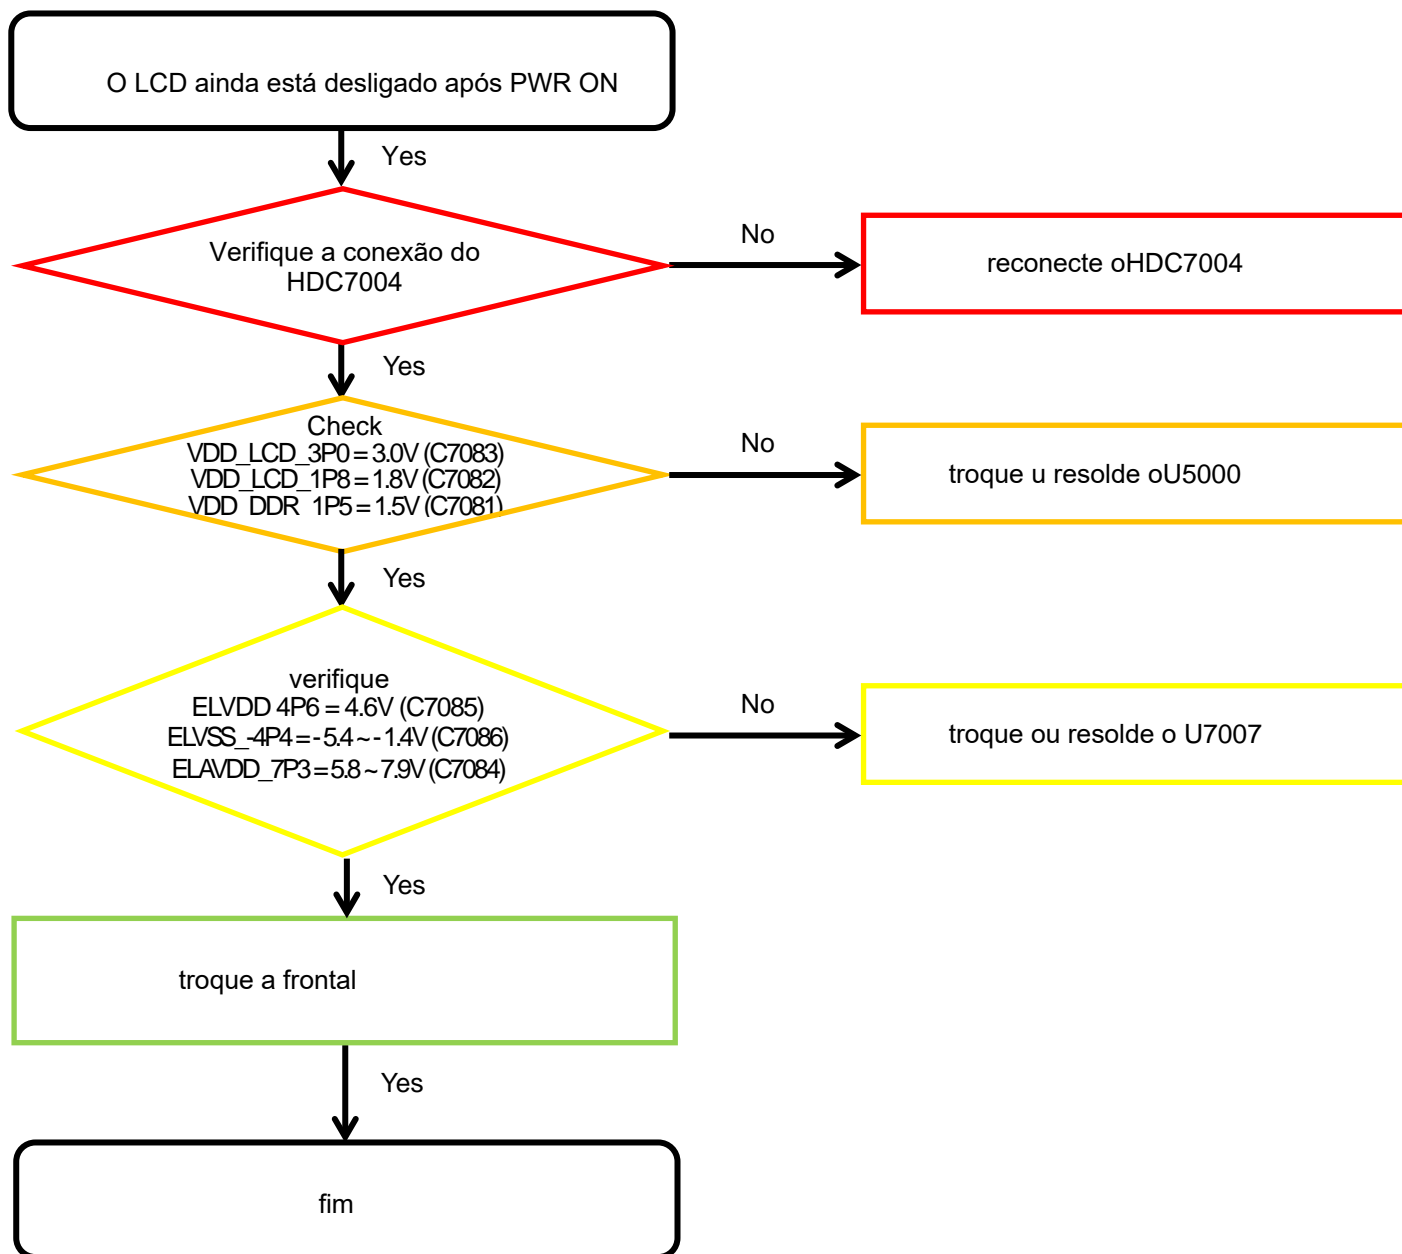 O LCD ainda está desligado após PWR ON
Yes
Verifique a conexão do
HDC7004
No
reconecte oHDC7004
Yes
Check
VDD_LCD_3P0 = 3.0V (C7083)
VDD_LCD_1P8 = 1.8V (C7082)
VDD_DDR_1P5 = 1.5V (C7081)
No
troque u resolde oU5000
Yes
verifique
ELVDD 4P6 = 4.6V (C7085)
ELVSS_-4P4 = - 5.4 ~ - 1.4V (C7086)
ELAVDD_7P3 = 5.8 ~ 7.9V (C7084)
No
troque ou resolde o U7007
Yes
troque a frontal
Yes
fim